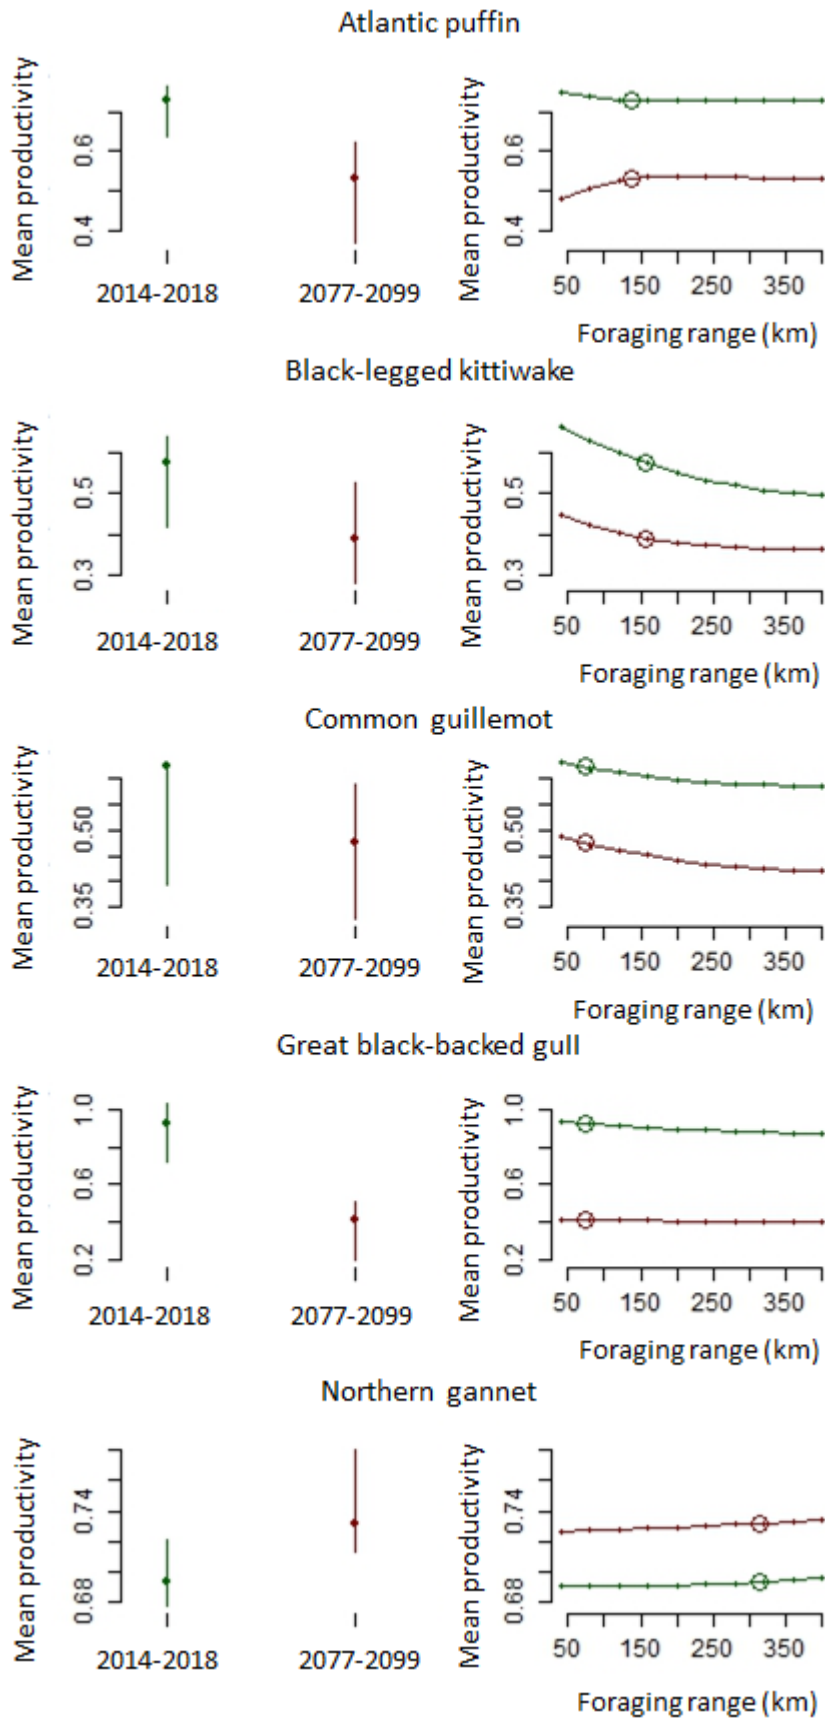 Atlantic puffin
Mean productivity
0.4 0.6
2014-2018 2077-2099
Mean productivity
0.4 0.6
50 150 250 350
Foraging range (km)
Black-legged kittiwake
Mean productivity
0.3 0.5
2014-2018 2077-2099
Mean productivity
0.3 0.5
50 150 250 350
Foraging range (km)
Common guillemot
Mean productivity
0.35 0.50
2014-2018 2077-2099
Mean productivity
0.35 0.50
50 150 250 350
Foraging range (km)
Great black-backed gull
Mean productivity
0.2 0.6 1.0
2014-2018 2077-2099
Mean productivity
0.2 0.6 1.0
50 150 250 350
Foraging range (km)
Northern gannet
Mean productivity
0.68 0.74
2014-2018 2077-2099
Mean productivity
0.68 0.74
50 150 250 350
Foraging range (km)